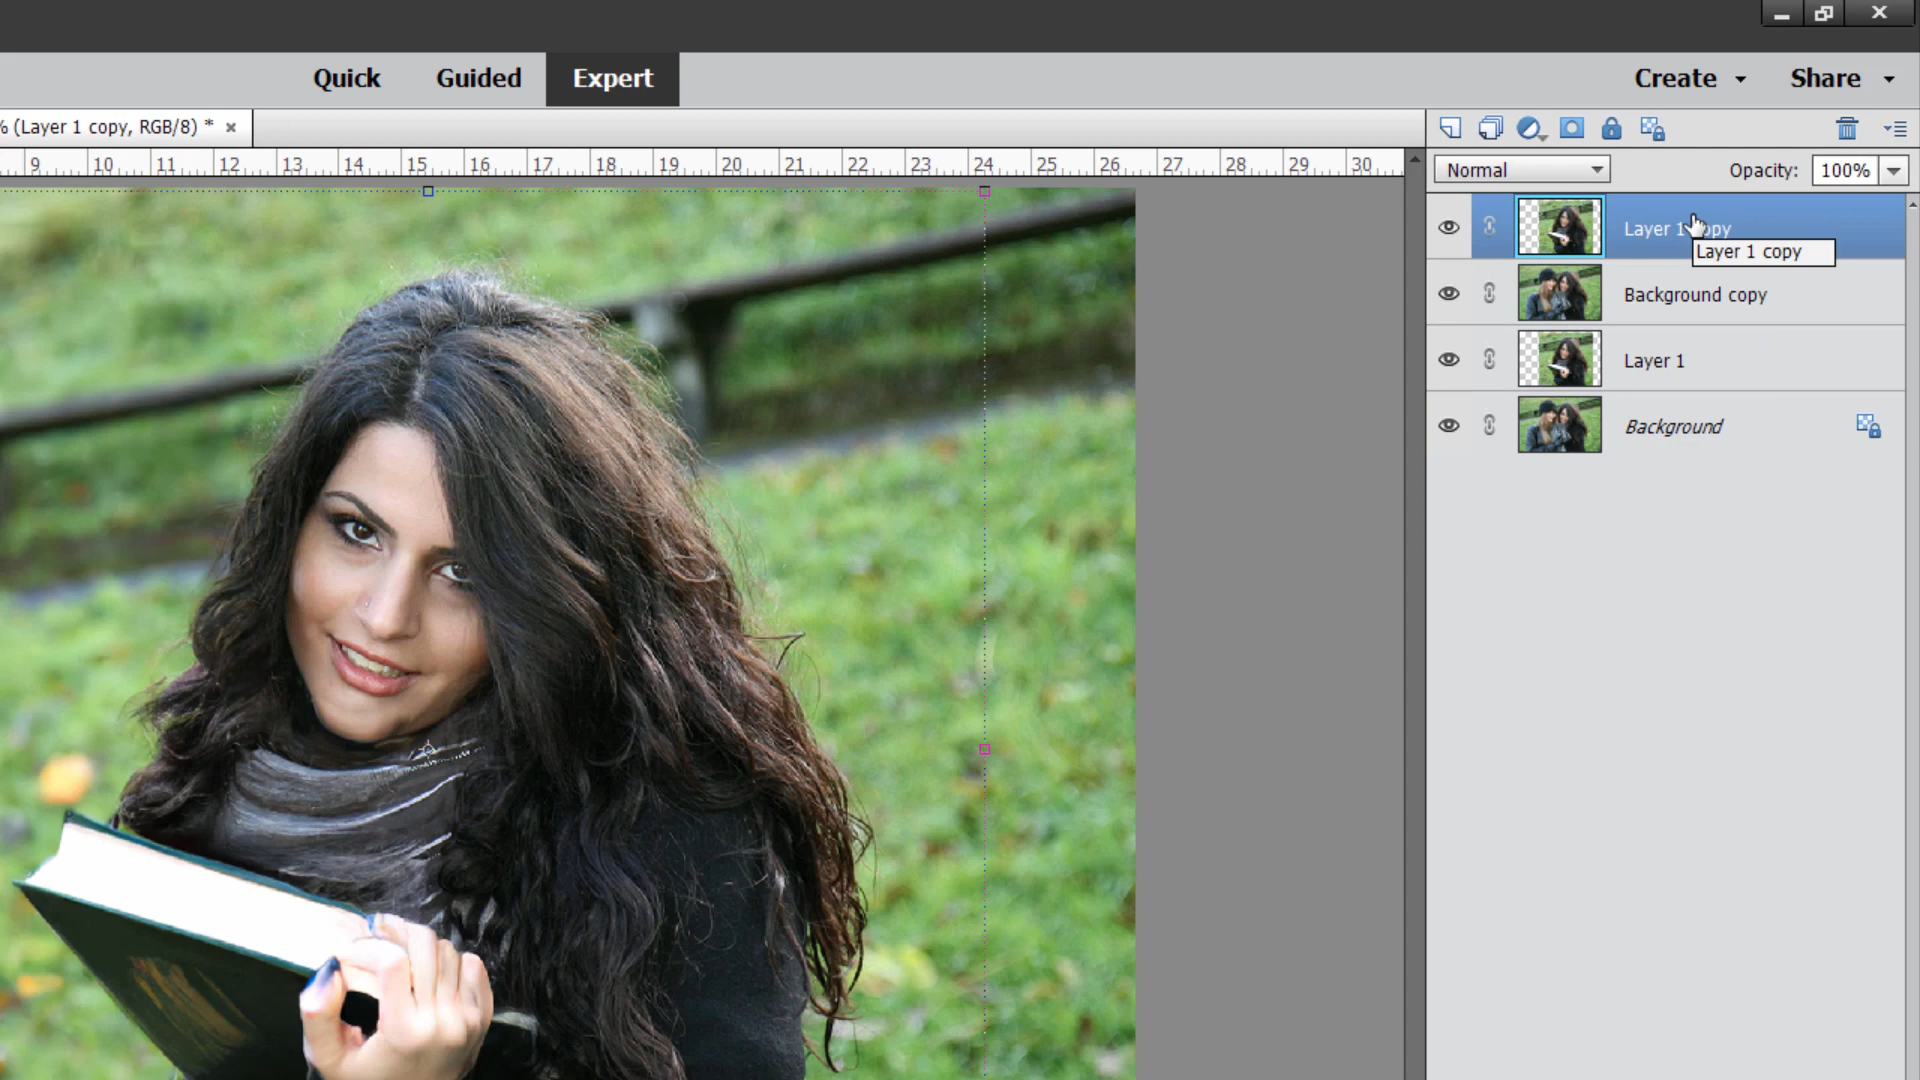 Quick Guided Expert Create Share
% (Layer 1 copy, RGB/8) * ×
9 10 11 12 13 14 15 16 17 18 19 20 21 22 23 24 25 26 27 28 29 30
Normal Opacity: 100%
Layer 1 copy
Layer 1 copy
Background copy
Layer 1
Background